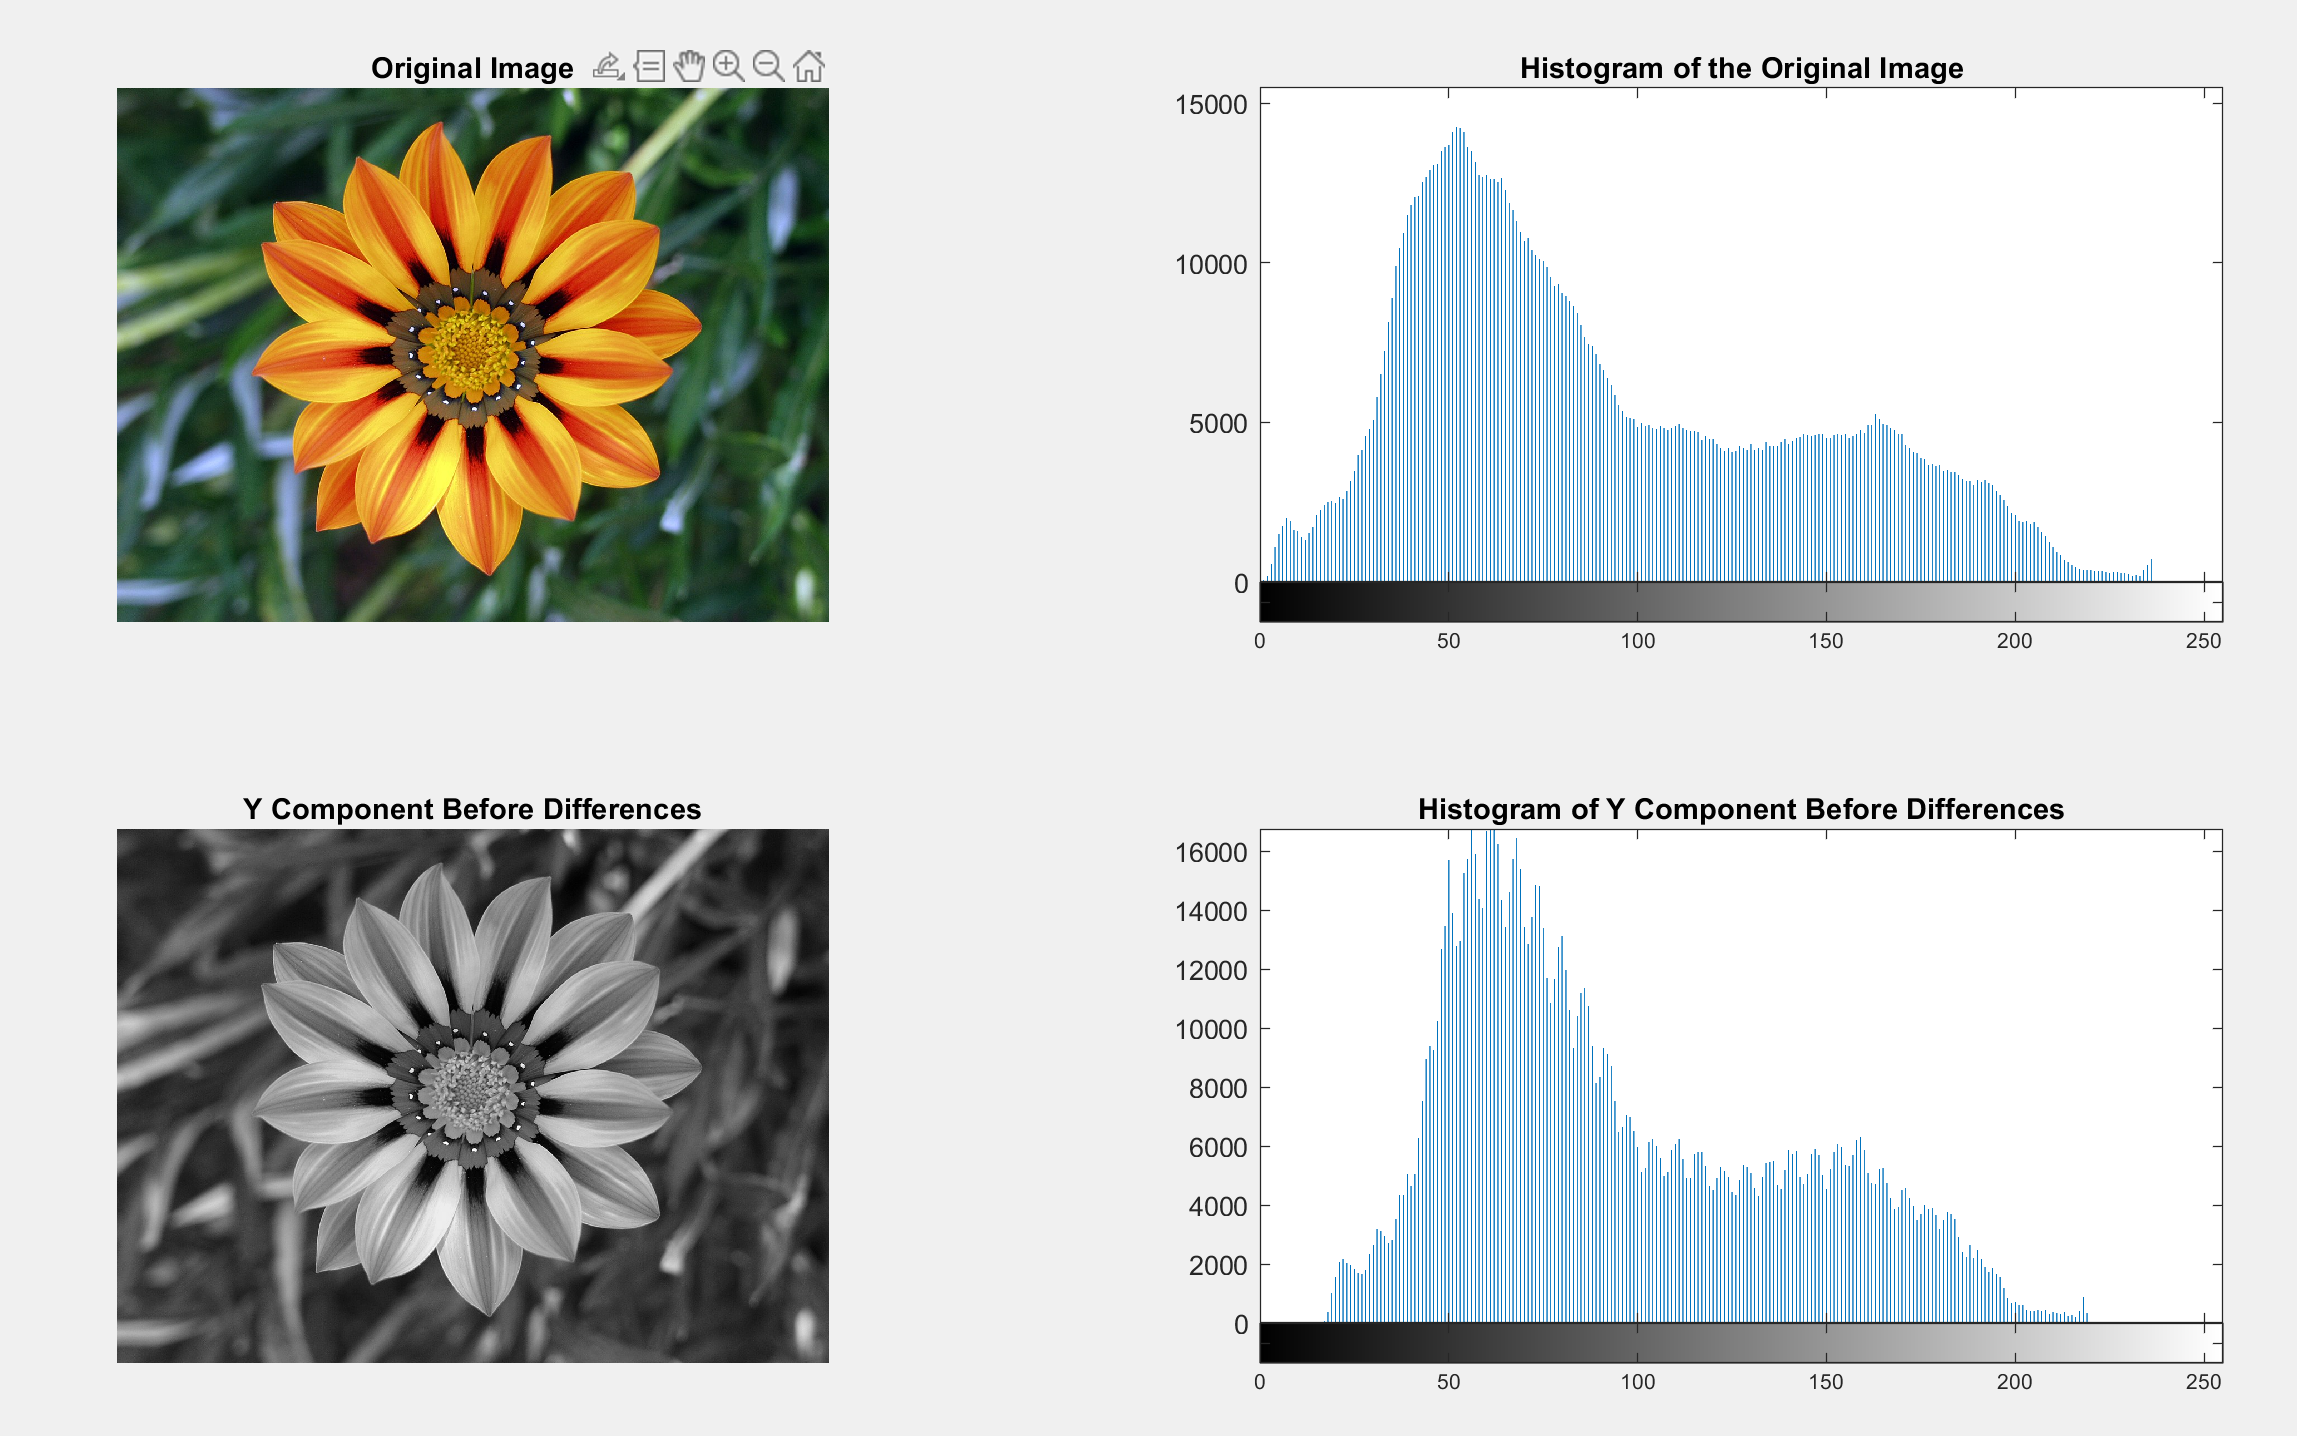 Original Image
Histogram of the Original Image
15000
10000
5000
0
0 50 100 150 200 250
Y Component Before Differences
Histogram of Y Component Before Differences
16000
14000
12000
10000
8000
6000
4000
2000
0
0 50 100 150 200 250